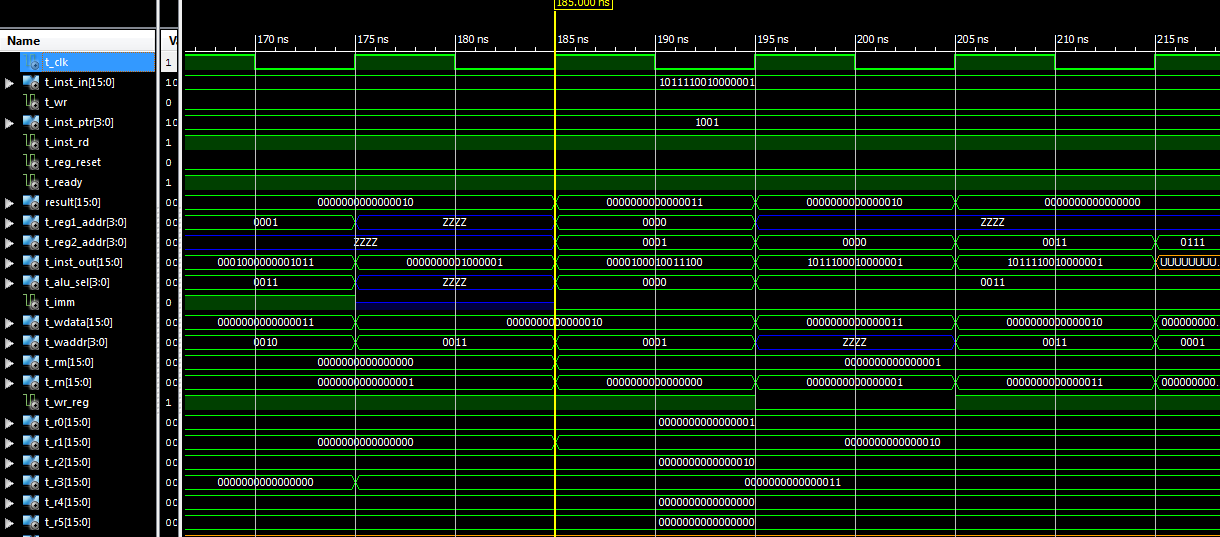 185.000 ns
Name V 170 ns 175 ns 180 ns 185 ns 190 ns 195 ns 200 ns 205 ns 210 ns 215 ns
t_clk 1
t_inst_in[15:0] 10 1011110010000001
t_wr 0
t_inst_ptr[3:0] 10 1001
t_inst_rd 1
t_reg_reset 0
t_ready 1
result[15:0] 00 0000000000000010 0000000000000011 0000000000000010 0000000000000000
t_reg1_addr[3:0] 00 0001 ZZZZ 0000 ZZZZ
t_reg2_addr[3:0] 00 ZZZZ 0001 0000 0011 0111
t_inst_out[15:0] 00 0001000000001011 0000000001000001 0000100010011100 1011100010000001 1011110010000001 UUUUUUUU.
t_alu_sel[3:0] 00 0011 ZZZZ 0000 0011
t_imm 0
t_wdata[15:0] 00 0000000000000011 0000000000000010 0000000000000011 0000000000000010 000000000.
t_waddr[3:0] 00 0010 0011 0001 ZZZZ 0011 0001
t_rm[15:0] 00 0000000000000000 0000000000000001
t_rn[15:0] 00 0000000000000001 0000000000000000 0000000000000001 0000000000000011 000000000.
t_wr_reg 1
t_r0[15:0] 00 0000000000000001
t_r1[15:0] 00 0000000000000000 0000000000000010
t_r2[15:0] 00 0000000000000010
t_r3[15:0] 00 0000000000000000 0000000000000011
t_r4[15:0] 00 0000000000000000
t_r5[15:0] 00 0000000000000000